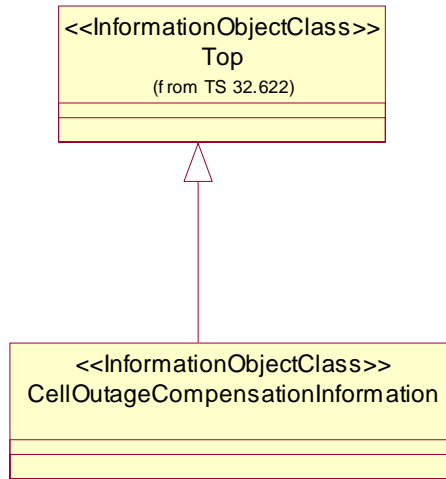 <<InformationObjectClass>>
Top
(from TS 32.622)
<<InformationObjectClass>>
CellOutageCompensationInformation